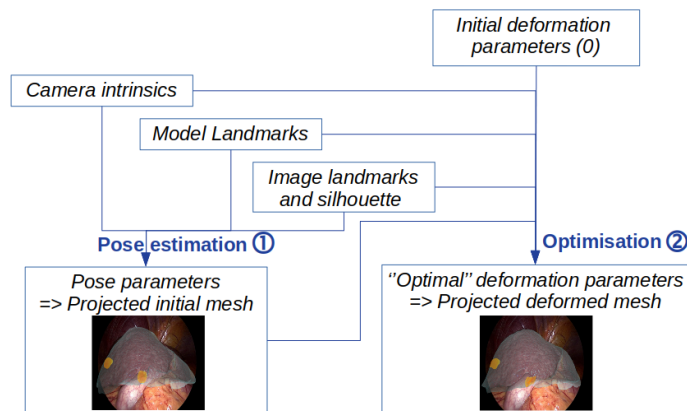 Initial deformation
parameters (0)
Camera intrinsics
Model Landmarks
Image landmarks
and silhouette
Pose estimation ①
Optimisation ②
Pose parameters
=> Projected initial mesh
‘'Optimal'' deformation parameters
=> Projected deformed mesh